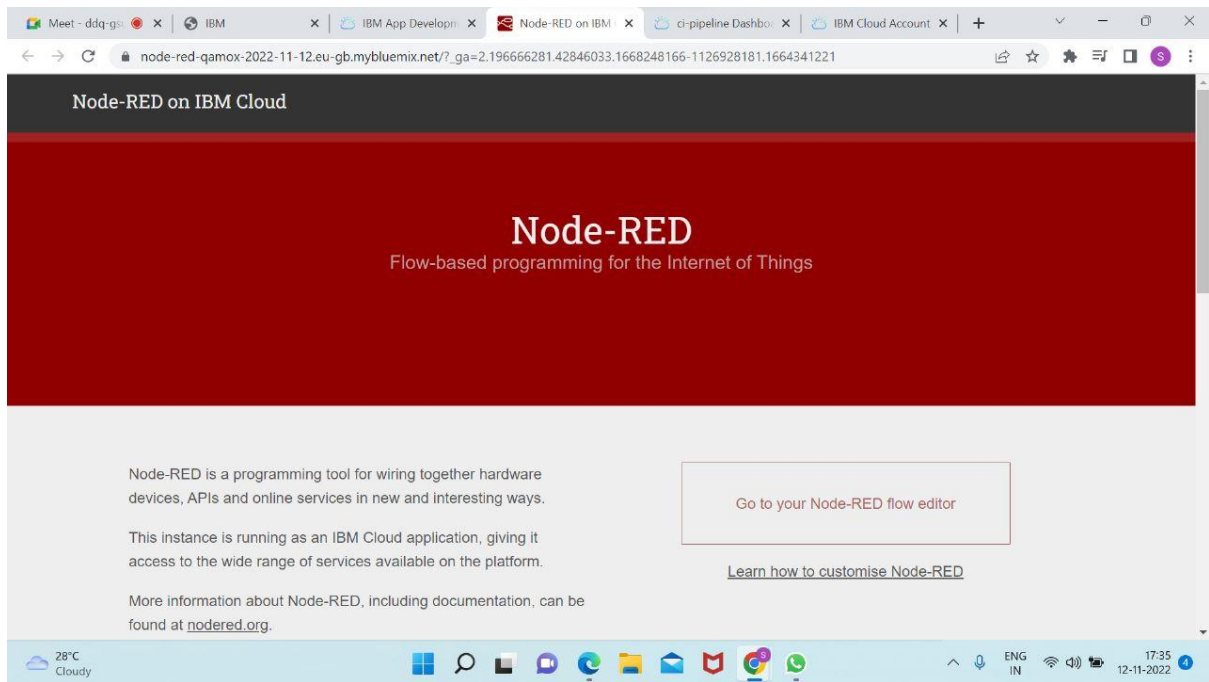 Meet - ddq-gs
IBM
IBM App Developm
Node-RED on IBM
ci-pipeline Dashboa
IBM Cloud Account
node-red-qamox-2022-11-12.eu-gb.mybluemix.net/?_ga=2.196666281.42846033.1668248166-1126928181.1664341221
S
Node-RED on IBM Cloud
Node-RED
Flow-based programming for the Internet of Things
Node-RED is a programming tool for wiring together hardware
devices, APIs and online services in new and interesting ways.
This instance is running as an IBM Cloud application, giving it
access to the wide range of services available on the platform.
More information about Node-RED, including documentation, can be
found at nodered.org.
Go to your Node-RED flow editor
Learn how to customise Node-RED
28°C
Cloudy
S
ENG
IN
17:35
12-11-2022
4